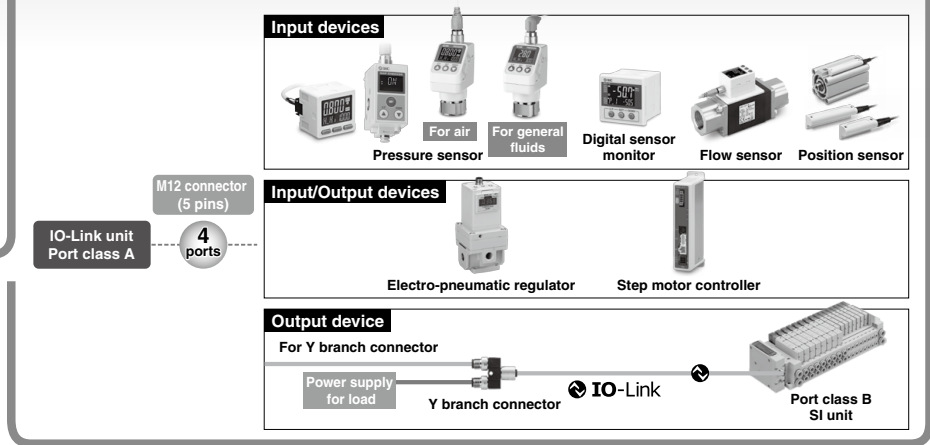 Input devices
For air
For general
fluids
Pressure sensor
Digital sensor
monitor
Flow sensor
Position sensor
M12 connector
(5 pins)
IO-Link unit
Port class A
4
ports
Input/Output devices
Electro-pneumatic regulator
Step motor controller
Output device
For Y branch connector
Power supply
for load
Y branch connector
IO-Link
Port class B
SI unit